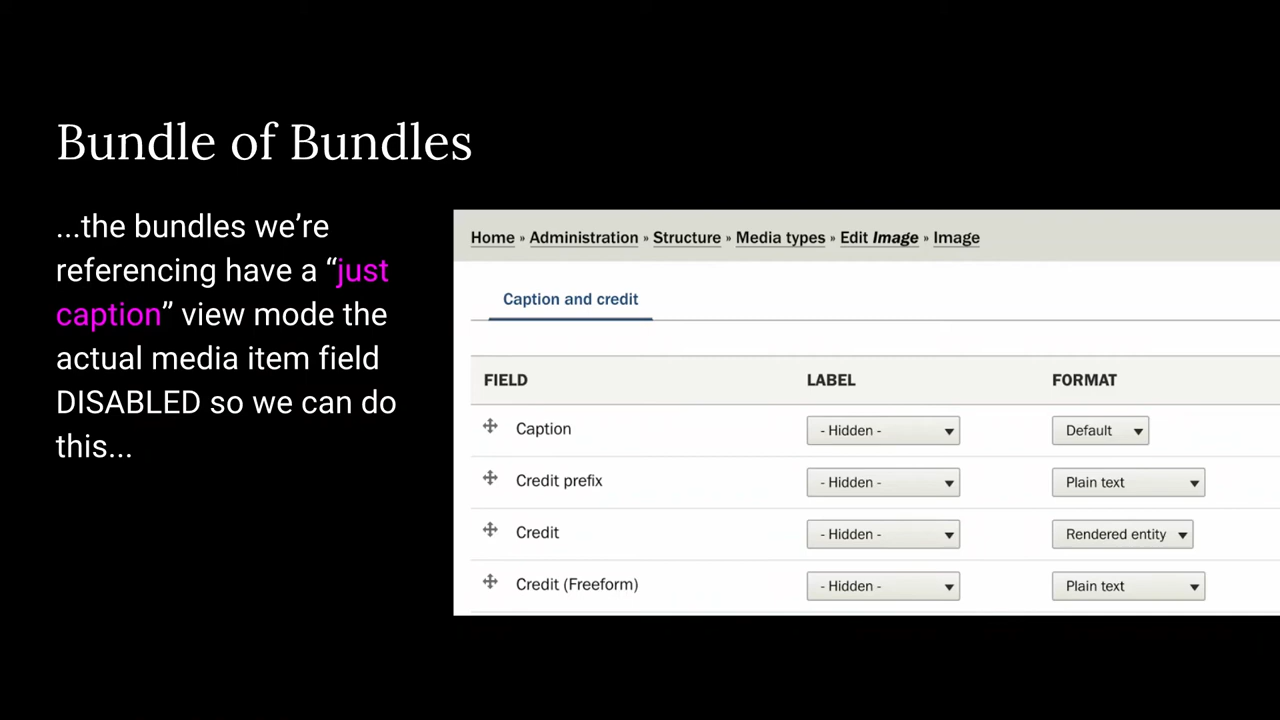 Bundle of Bundles
...the bundles we’re
referencing have a “just
caption” view mode the
actual media item field
DISABLED so we can do
this...
Home » Administration » Structure » Media types » Edit Image » Image
Caption and credit
FIELD LABEL FORMAT
Caption - Hidden - Default
Credit prefix - Hidden - Plain text
Credit - Hidden - Rendered entity
Credit (Freeform) - Hidden - Plain text